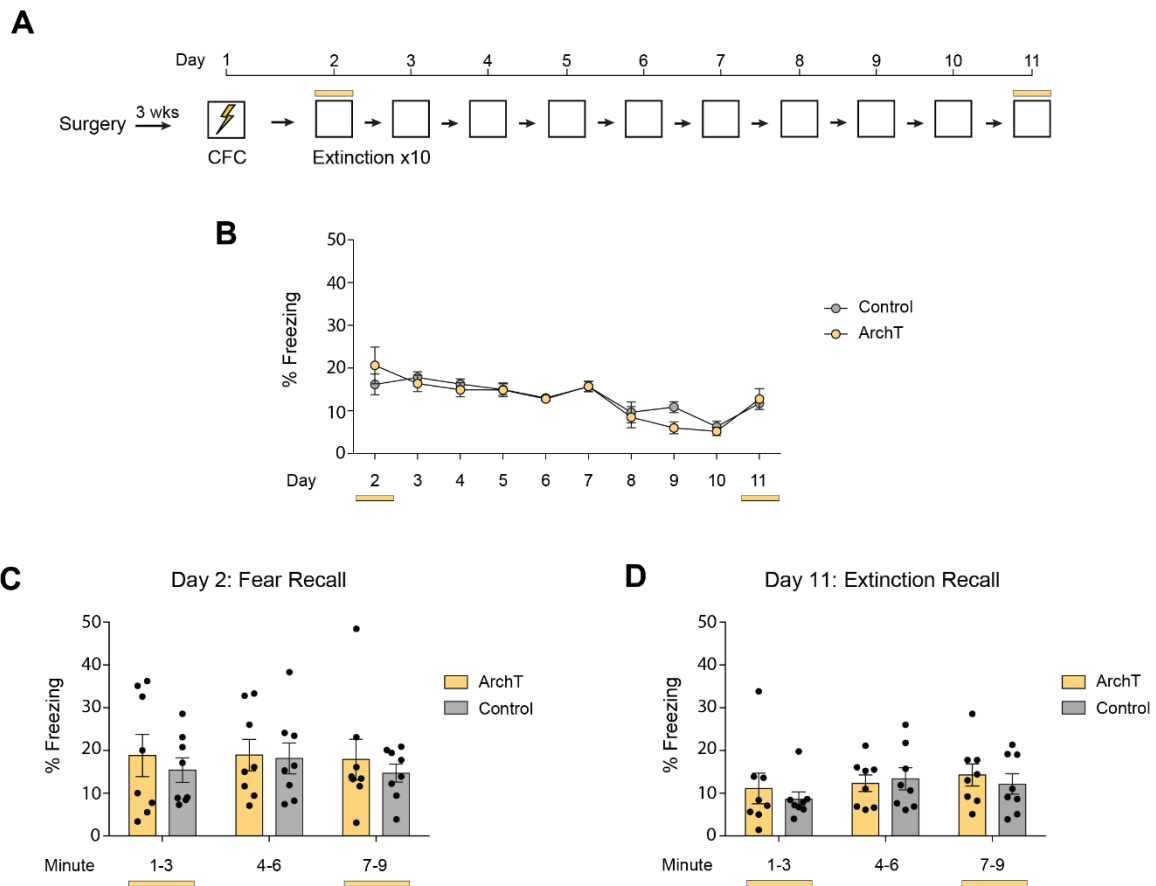 A
Day 1 2 3 4 5 6 7 8 9 10 11
Surgery 3 wks
CFC Extinction x10
B
% Freezing
50
40
30
20
10
0
Control
ArchT
Day 2 3 4 5 6 7 8 9 10 11
C
Day 2: Fear Recall
% Freezing
50
40
30
20
10
0
ArchT
Control
Minute 1-3 4-6 7-9
D
Day 11: Extinction Recall
% Freezing
50
40
30
20
10
0
ArchT
Control
Minute 1-3 4-6 7-9